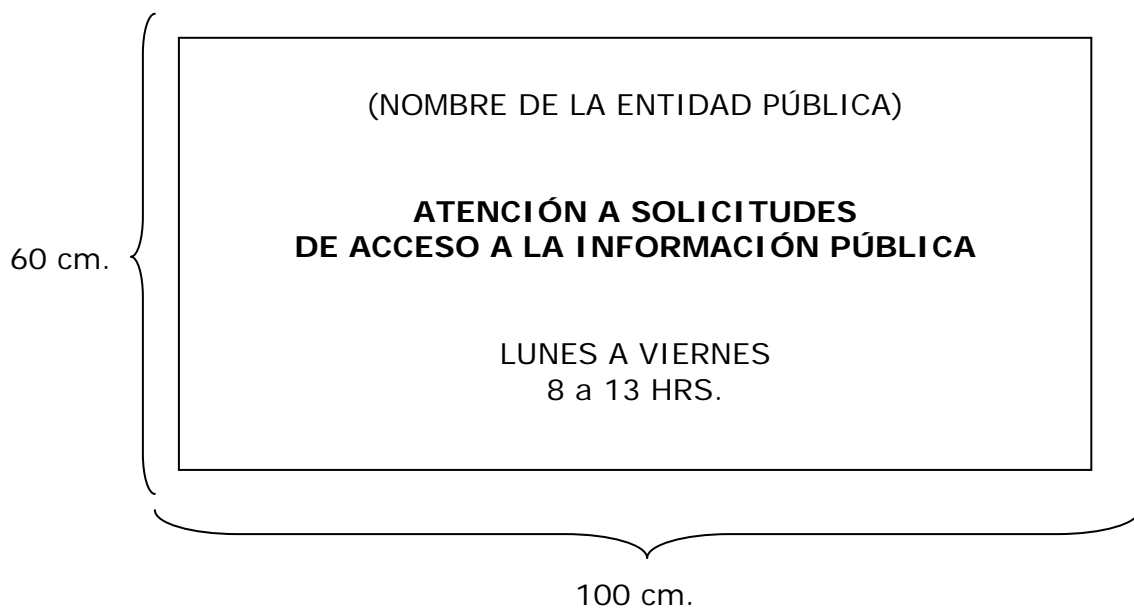 (NOMBRE DE LA ENTIDAD PÚBLICA)
ATENCIÓN A SOLICITUDES
DE ACCESO A LA INFORMACIÓN PÚBLICA
60 cm.
LUNES A VIERNES
8 a 13 HRS.
100 cm.